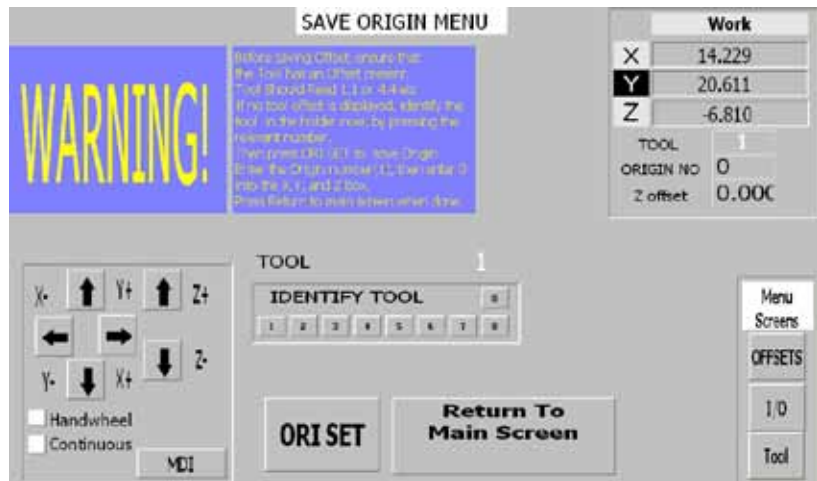 SAVE ORIGIN MENU
WARNING!
Before saving Offset, ensure that
the Tool has an Offset present.
Tool Should Read 1.1 or 4.4 etc
If no tool offset is displayed, identify the
tool in the holder now, by pressing the
relevant number.
Then press ORI SET to save Origin
Enter the Origin number (1), then enter 0
into the X,Y, and Z box.
Press Return to main screen when done.
Work
X 14.229
Y 20.611
Z -6.810
TOOL 1
ORIGIN NO 0
Z offset 0.00
TOOL 1
IDENTIFY TOOL 0
1 2 3 4 5 6 7 8
X- Y+ Z+
Y- X+ Z-
Handwheel
Continuous
MDI
ORI SET
Return To
Main Screen
Menu
Screens
OFFSETS
I/O
Tool